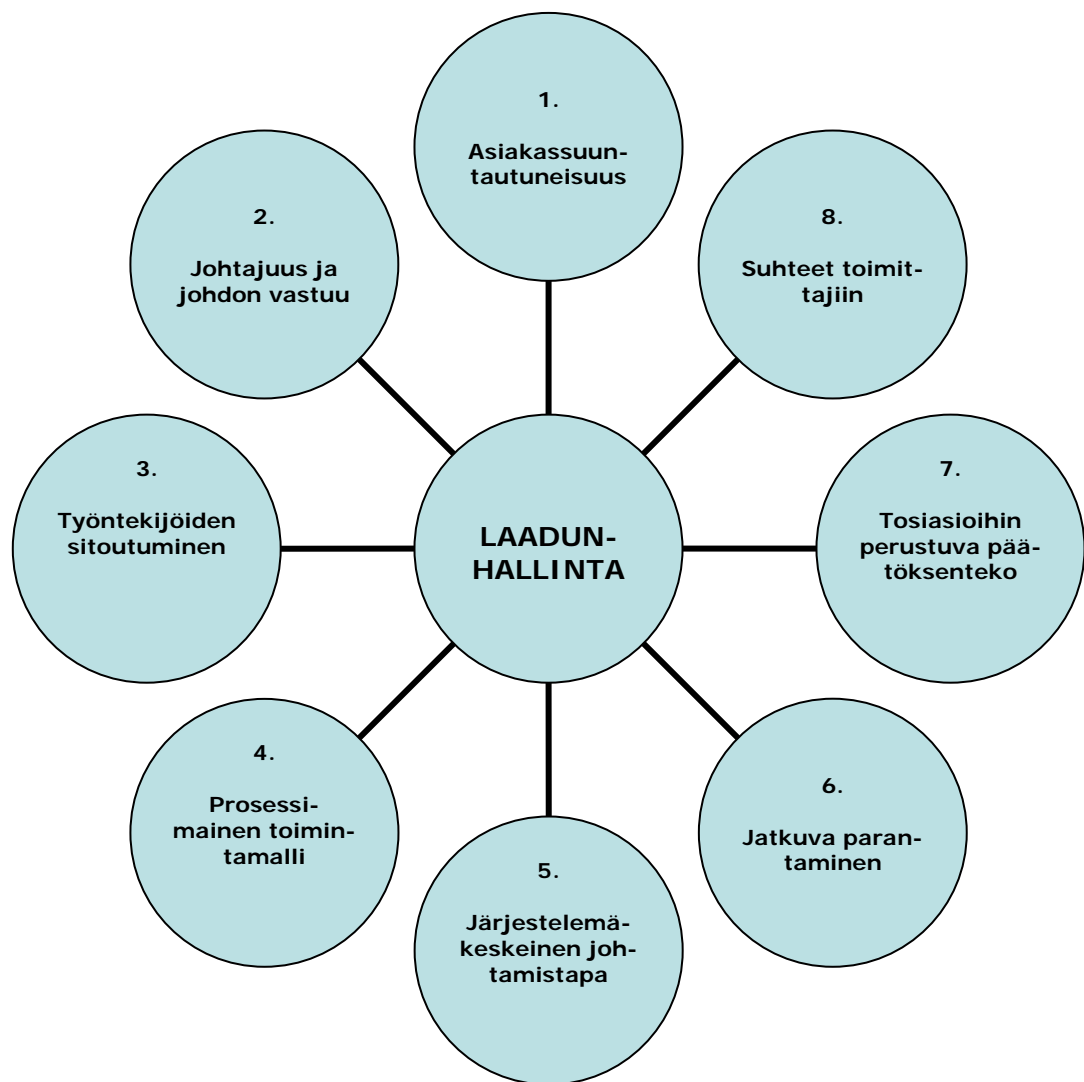 1.
Asiakassuun-
tautuneisuus
2.
Johtajuus ja
johdon vastuu
3.
Työntekijöiden
sitoutuminen
4.
Prosessi-
mainen toimin-
tamalli
5.
Järjestelemä-
keskeinen joh-
tamistapa
6.
Jatkuva paran-
taminen
7.
Tosiasioihin
perustuva pää-
töksenteko
8.
Suhteet toimit-
tajiin
LAADUN-
HALLINTA